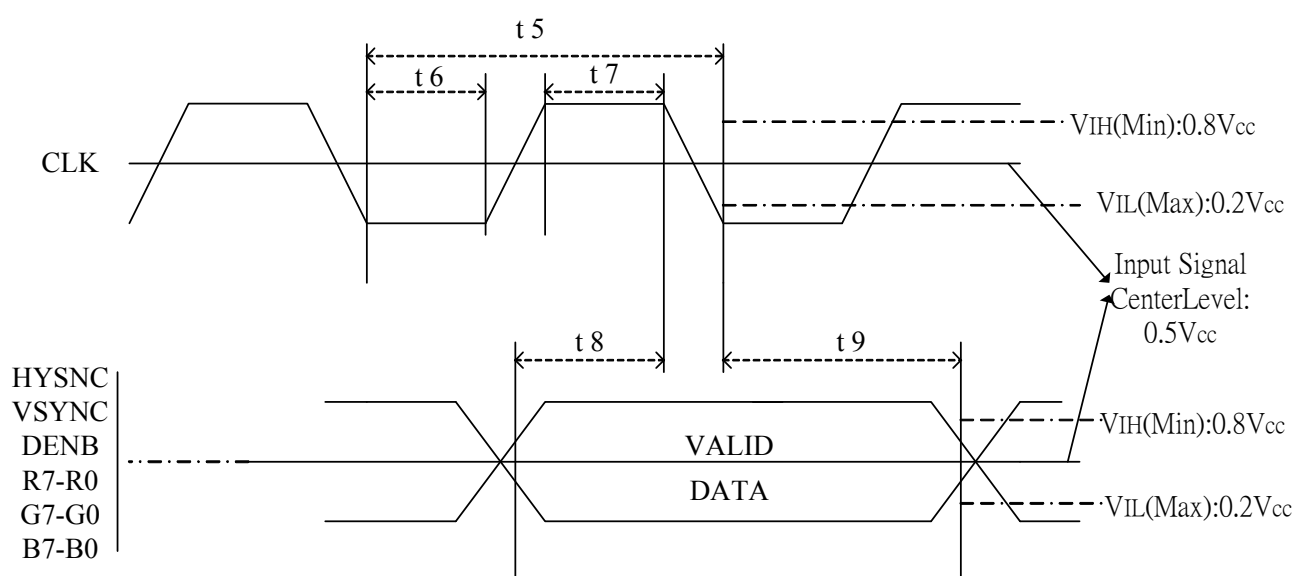 t 5
t 6
t 7
CLK
VIH(Min):0.8Vcc
VIL(Max):0.2Vcc
Input Signal
CenterLevel:
0.5Vcc
t 8
t 9
HYSNC
VSYNC
DENB
R7-R0
G7-G0
B7-B0
VALID
DATA
VIH(Min):0.8Vcc
VIL(Max):0.2Vcc